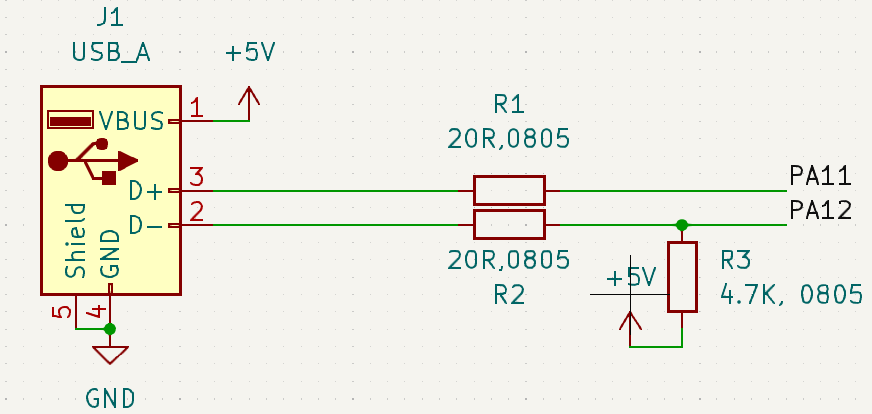 J1
USB_A
+5V
VBUS
1
R1
20R,0805
D+
3
PA11
D-
2
PA12
Shield
GND
20R,0805
R2
+5V
R3
4.7K, 0805
5
4
GND